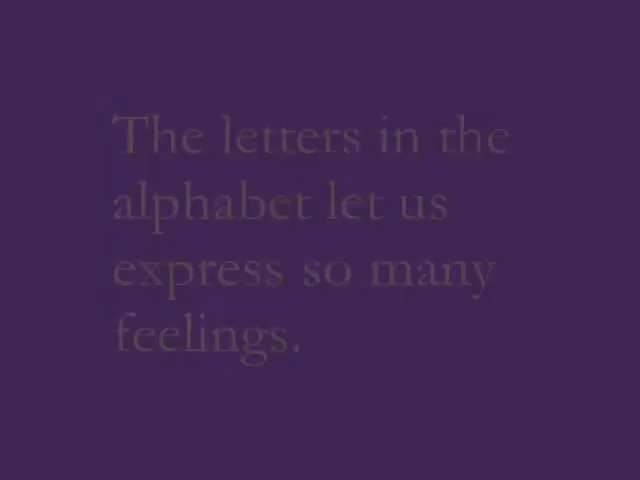 The letters in the
alphabet let us
express so many
feelings.